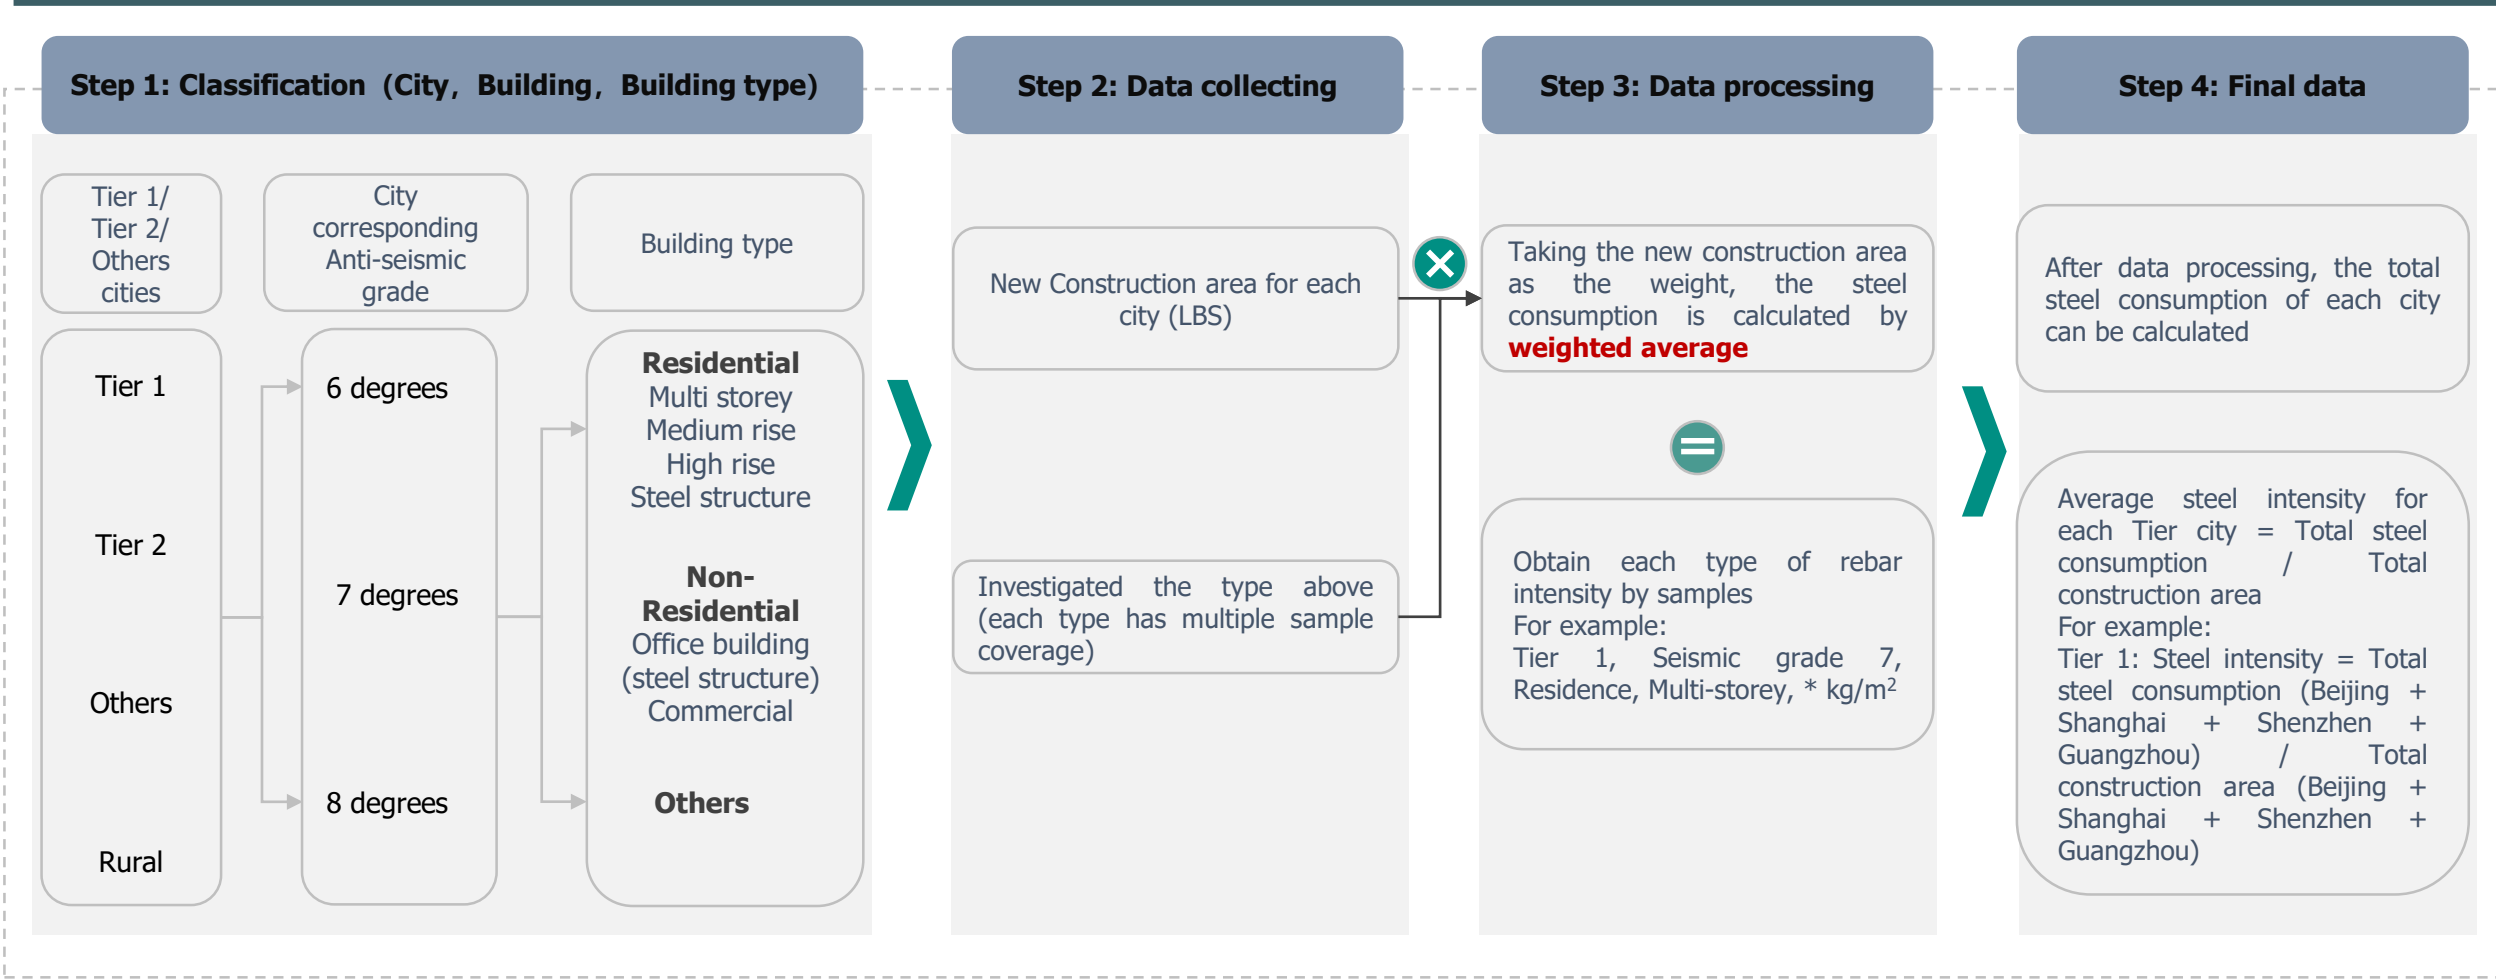 Step 1: Classification (City, Building, Building type)
Tier 1/
Tier 2/
Others
cities
City
corresponding
Anti-seismic
grade
Building type
Tier 1
Tier 2
Others
Rural
6 degrees
7 degrees
8 degrees
Residential
Multi storey
Medium rise
High rise
Steel structure
Non-
Residential
Office building
(steel structure)
Commercial
Others
Step 2: Data collecting
New Construction area for each
city (LBS)
Investigated the type above
(each type has multiple sample
coverage)
Step 3: Data processing
Taking the new construction area
as the weight, the steel
consumption is calculated by
weighted average
Obtain each type of rebar
intensity by samples
For example:
Tier 1, Seismic grade 7,
Residence, Multi-storey, * kg/m²
Step 4: Final data
After data processing, the total
steel consumption of each city
can be calculated
Average steel intensity for
each Tier city = Total steel
consumption / Total
construction area
For example:
Tier 1: Steel intensity = Total
steel consumption (Beijing +
Shanghai + Shenzhen +
Guangzhou) / Total
construction area (Beijing +
Shanghai + Shenzhen +
Guangzhou)